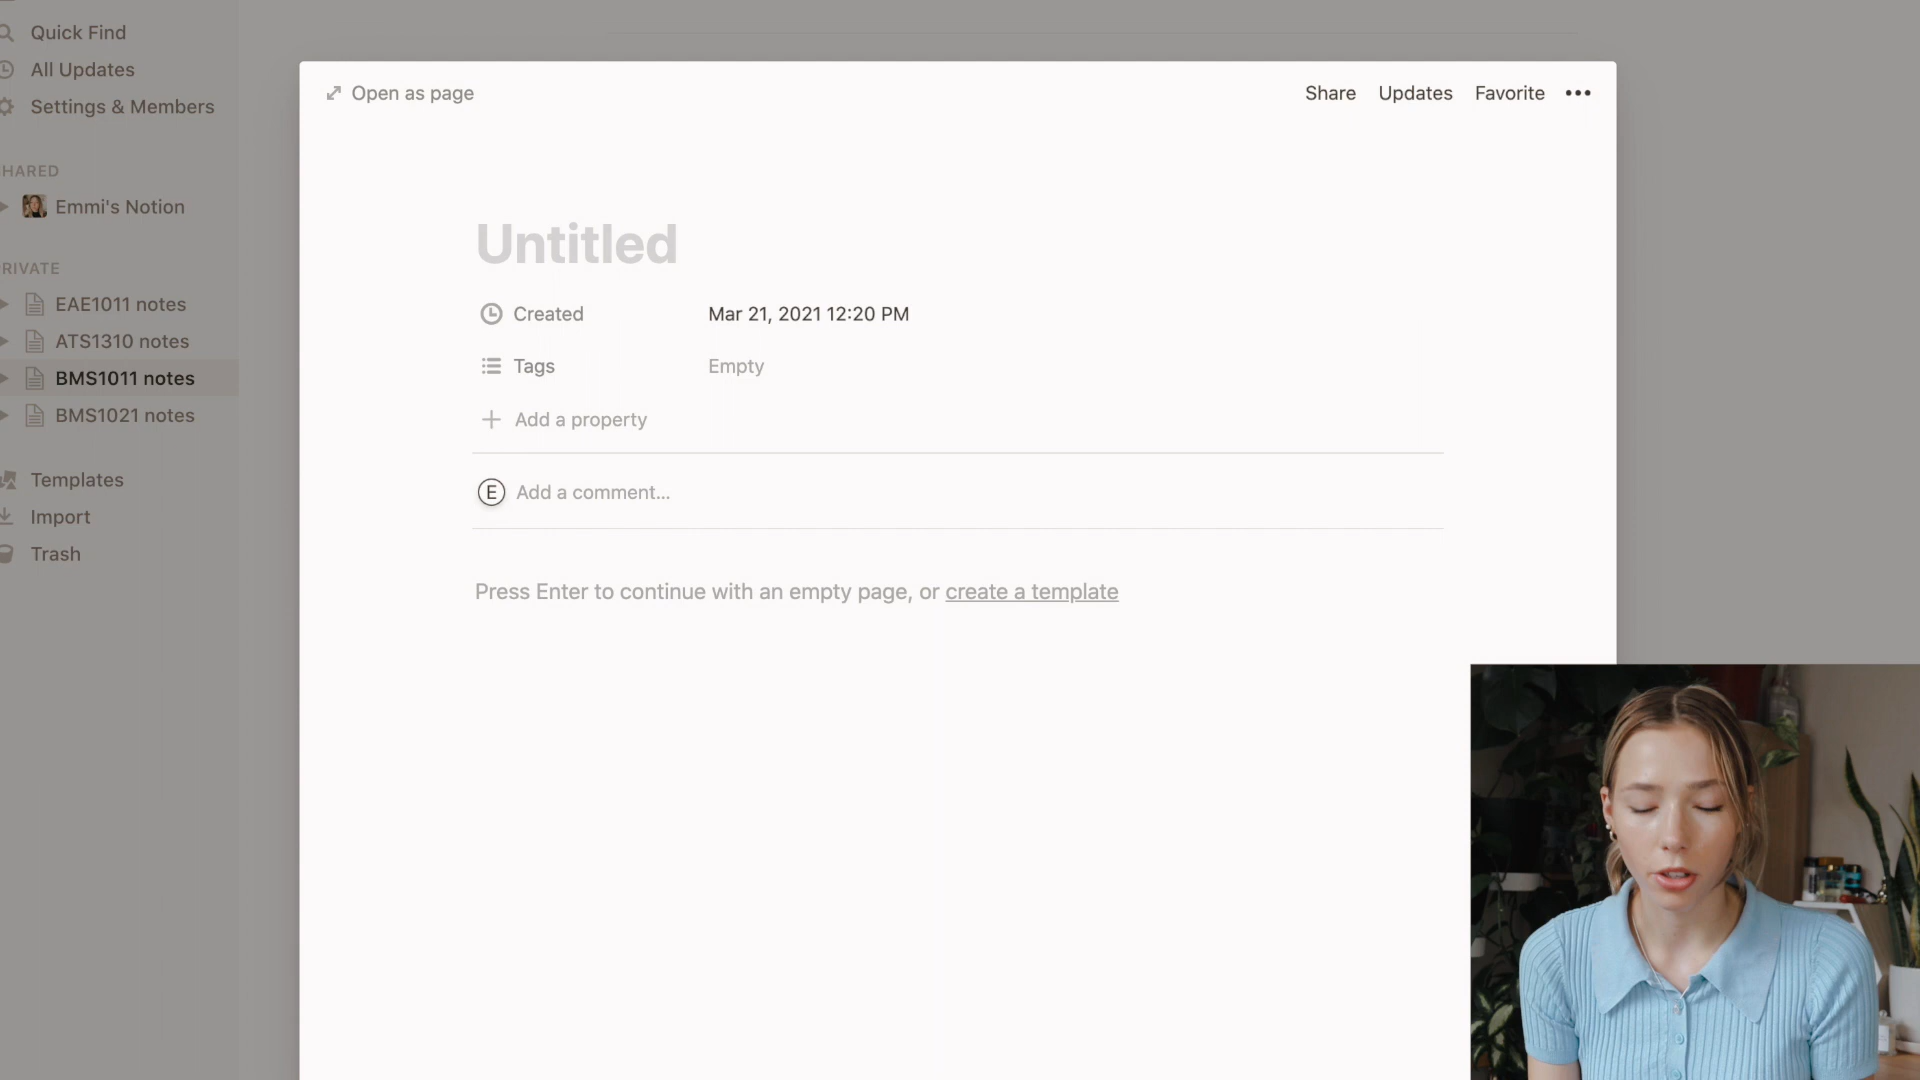 Quick Find
All Updates
Settings & Members
HARED
Emmi's Notion
RIVATE
EAE1011 notes
ATS1310 notes
BMS1011 notes
BMS1021 notes
Templates
Import
Trash
Open as page
Share Updates Favorite •••
Untitled
Created Mar 21, 2021 12:20 PM
Tags Empty
Add a property
E Add a comment...
Press Enter to continue with an empty page, or create a template